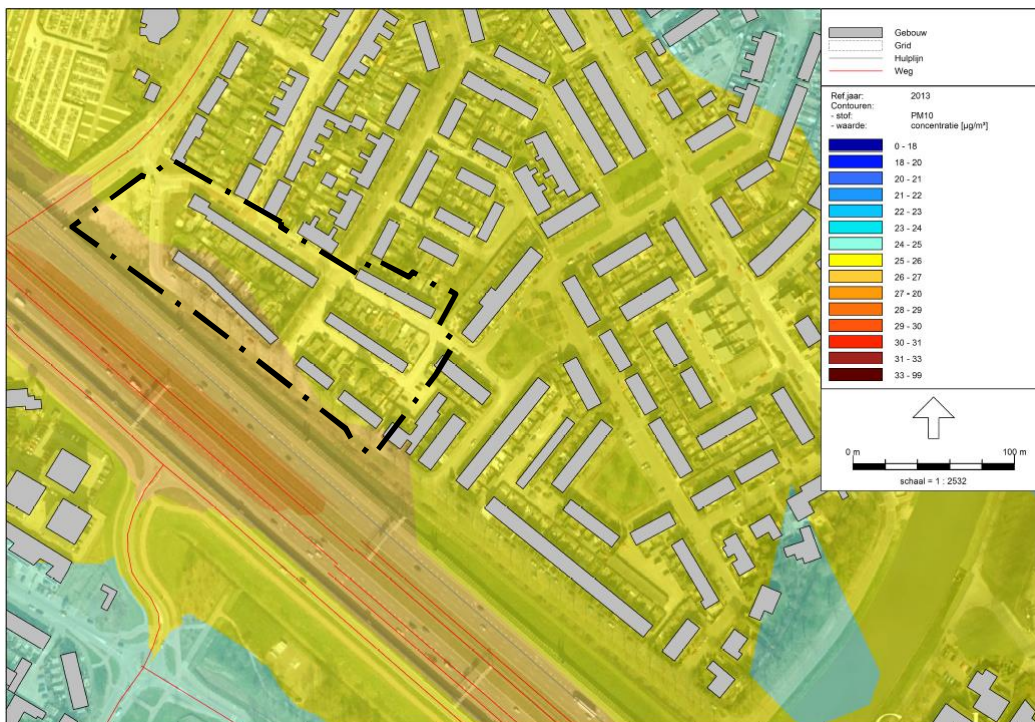 Gebouw
Grid
Hulplijn
Weg
Ref.jaar: 2013
Contouren:
- stof: PM10
- waarde: concentratie [µg/m³]
0 - 18
18 - 20
20 - 21
21 - 22
22 - 23
23 - 24
24 - 25
25 - 26
26 - 27
27 - 20
28 - 29
29 - 30
30 - 31
31 - 33
33 - 99
0 m 100 m
schaal = 1 : 2532